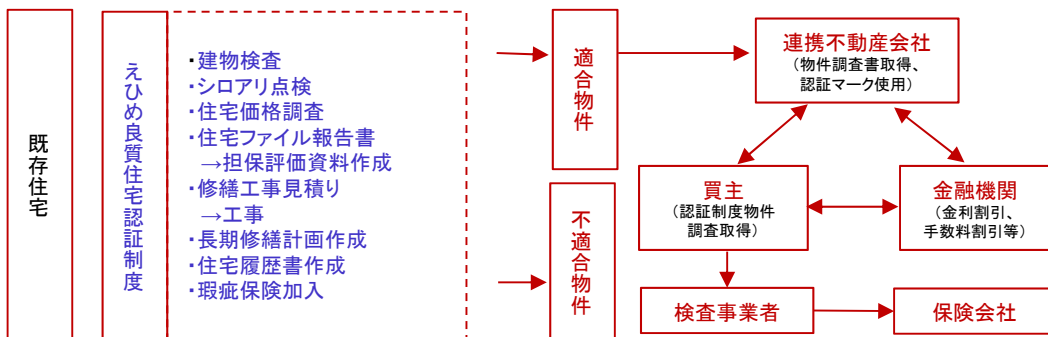 既存住宅
えひめ良質住宅認証制度
・建物検査
・シロアリ点検
・住宅価格調査
・住宅ファイル報告書
→担保評価資料作成
・修繕工事見積り
→工事
・長期修繕計画作成
・住宅履歴書作成
・瑕疵保険加入
適合物件
不適合物件
連携不動産会社
（物件調査書取得、
認証マーク使用）
買主
（認証制度物件
調査取得）
金融機関
（金利割引、
手数料割引等）
検査事業者
保険会社